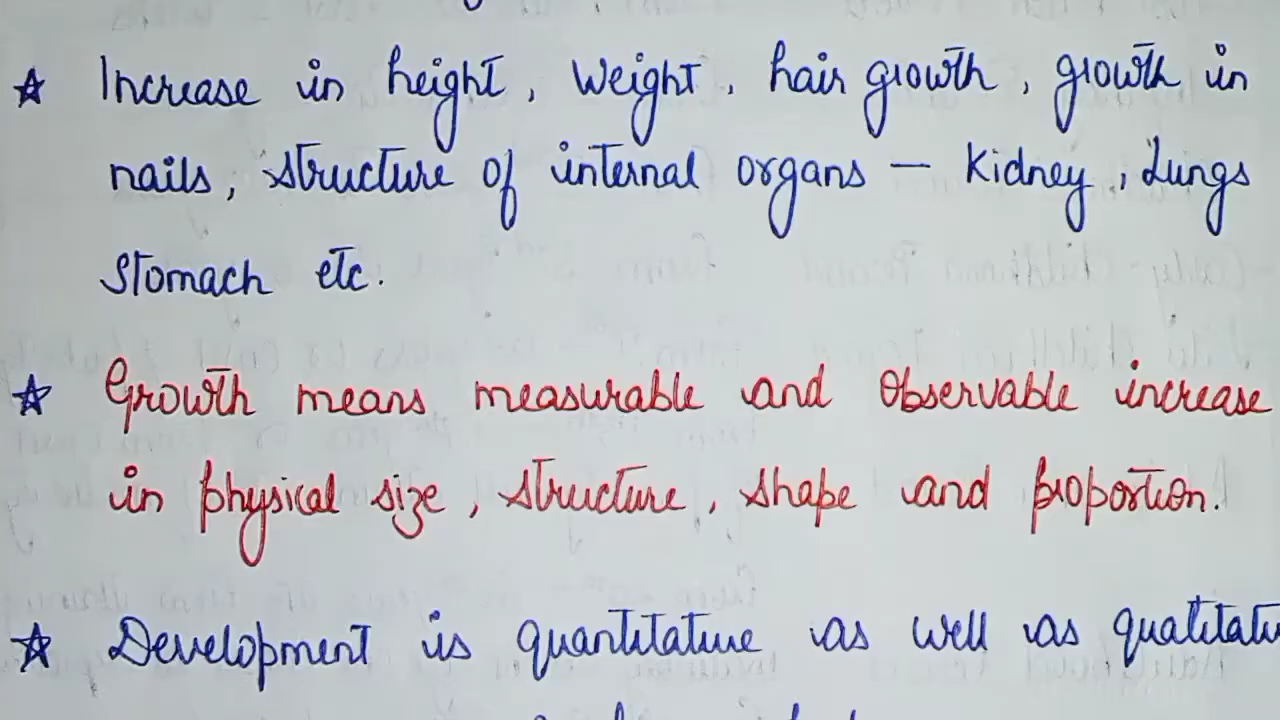 ★ Increase in height, weight, hair growth, growth in
nails, structure of internal organs – Kidney, Lungs
Stomach etc.
★ Growth means measurable and observable increase
in physical size, structure, shape and proportion.
★ Development is quantitative as well as qualitativ